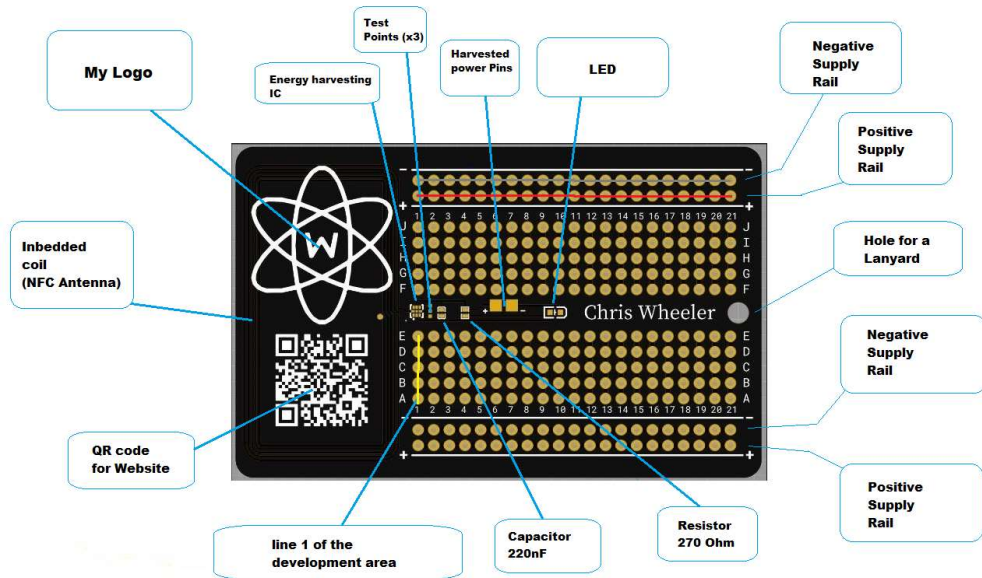 Test
Points (x3)
My Logo
Energy harvesting
IC
Harvested
power Pins
LED
Negative
Supply
Rail
Positive
Supply
Rail
Inbedded
coil
(NFC Antenna)
W
- -
+ +
1 2 3 4 5 6 7 8 9 10 11 12 13 14 15 16 17 18 19 20 21
J J
I I
H H
G G
F F
+ -
Chris Wheeler
Hole for a
Lanyard
E E
D D
C C
B B
A A
1 2 3 4 5 6 7 8 9 10 11 12 13 14 15 16 17 18 19 20 21
- -
+ +
Negative
Supply
Rail
QR code
for Website
Positive
Supply
Rail
line 1 of the
development area
Capacitor
220nF
Resistor
270 Ohm